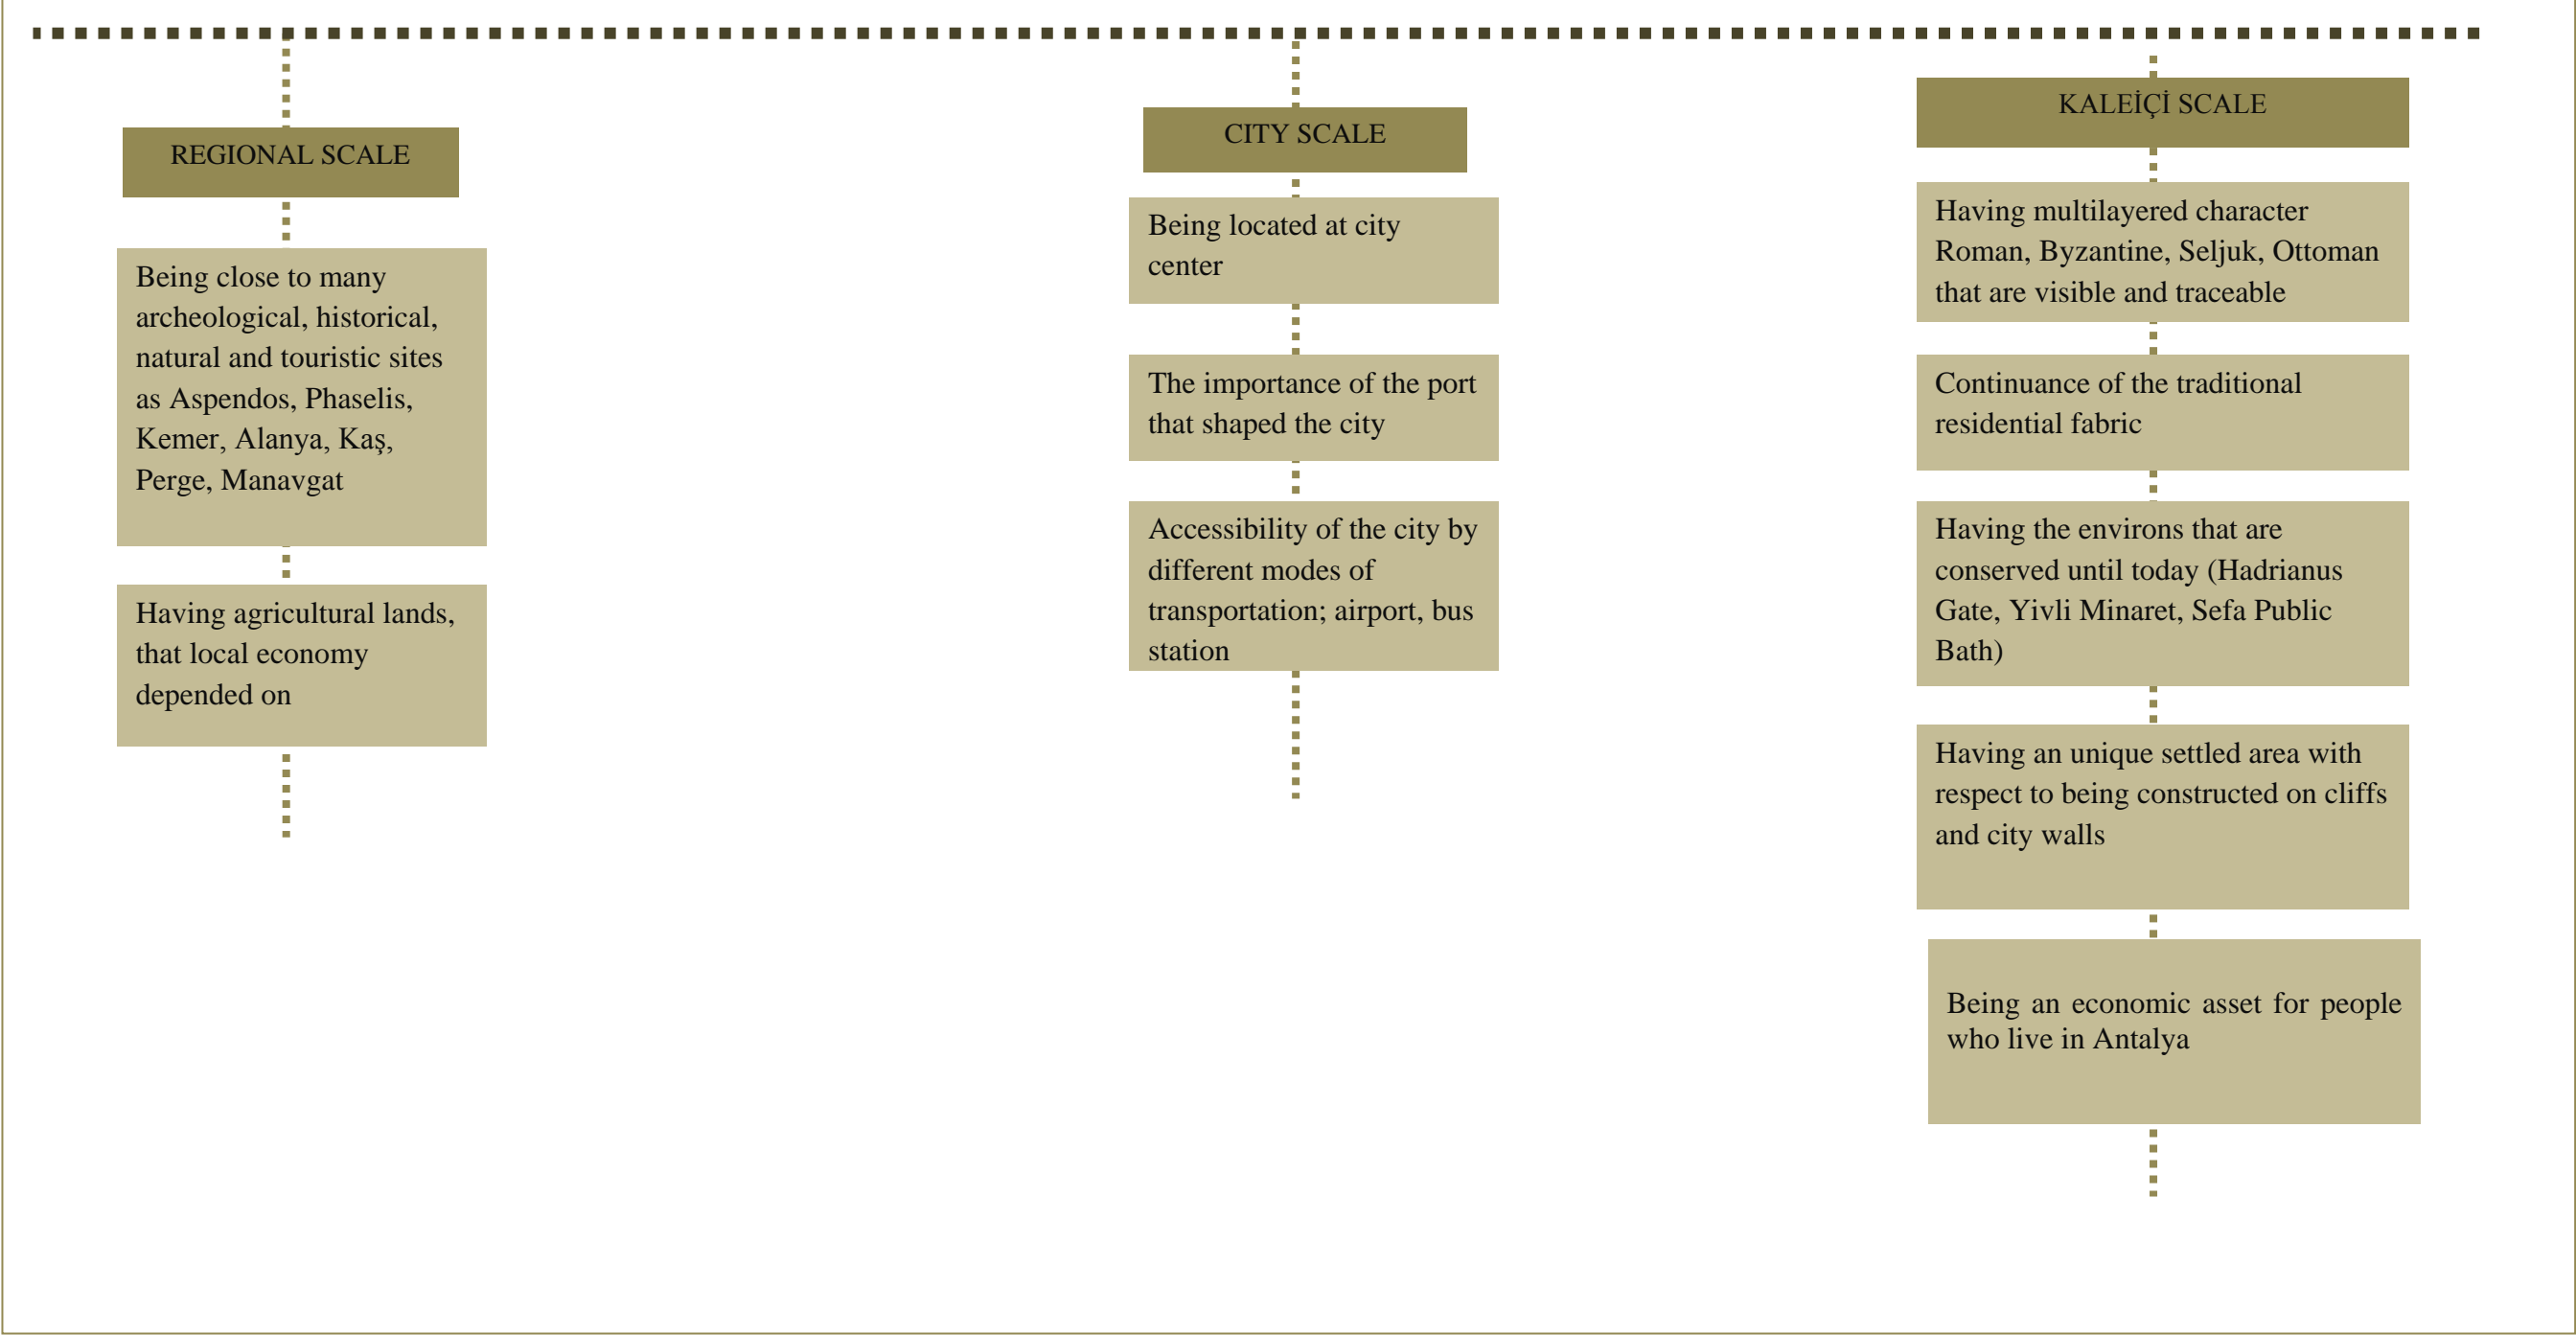 REGIONAL SCALE
Being close to many
archeological, historical,
natural and touristic sites
as Aspendos, Phaselis,
Kemer, Alanya, Kaş,
Perge, Manavgat
Having agricultural lands,
that local economy
depended on
CITY SCALE
Being located at city
center
The importance of the port
that shaped the city
Accessibility of the city by
different modes of
transportation; airport, bus
station
KALEİÇİ SCALE
Having multilayered character
Roman, Byzantine, Seljuk, Ottoman
that are visible and traceable
Continuance of the traditional
residential fabric
Having the environs that are
conserved until today (Hadrianus
Gate, Yivli Minaret, Sefa Public
Bath)
Having an unique settled area with
respect to being constructed on cliffs
and city walls
Being an economic asset for people
who live in Antalya